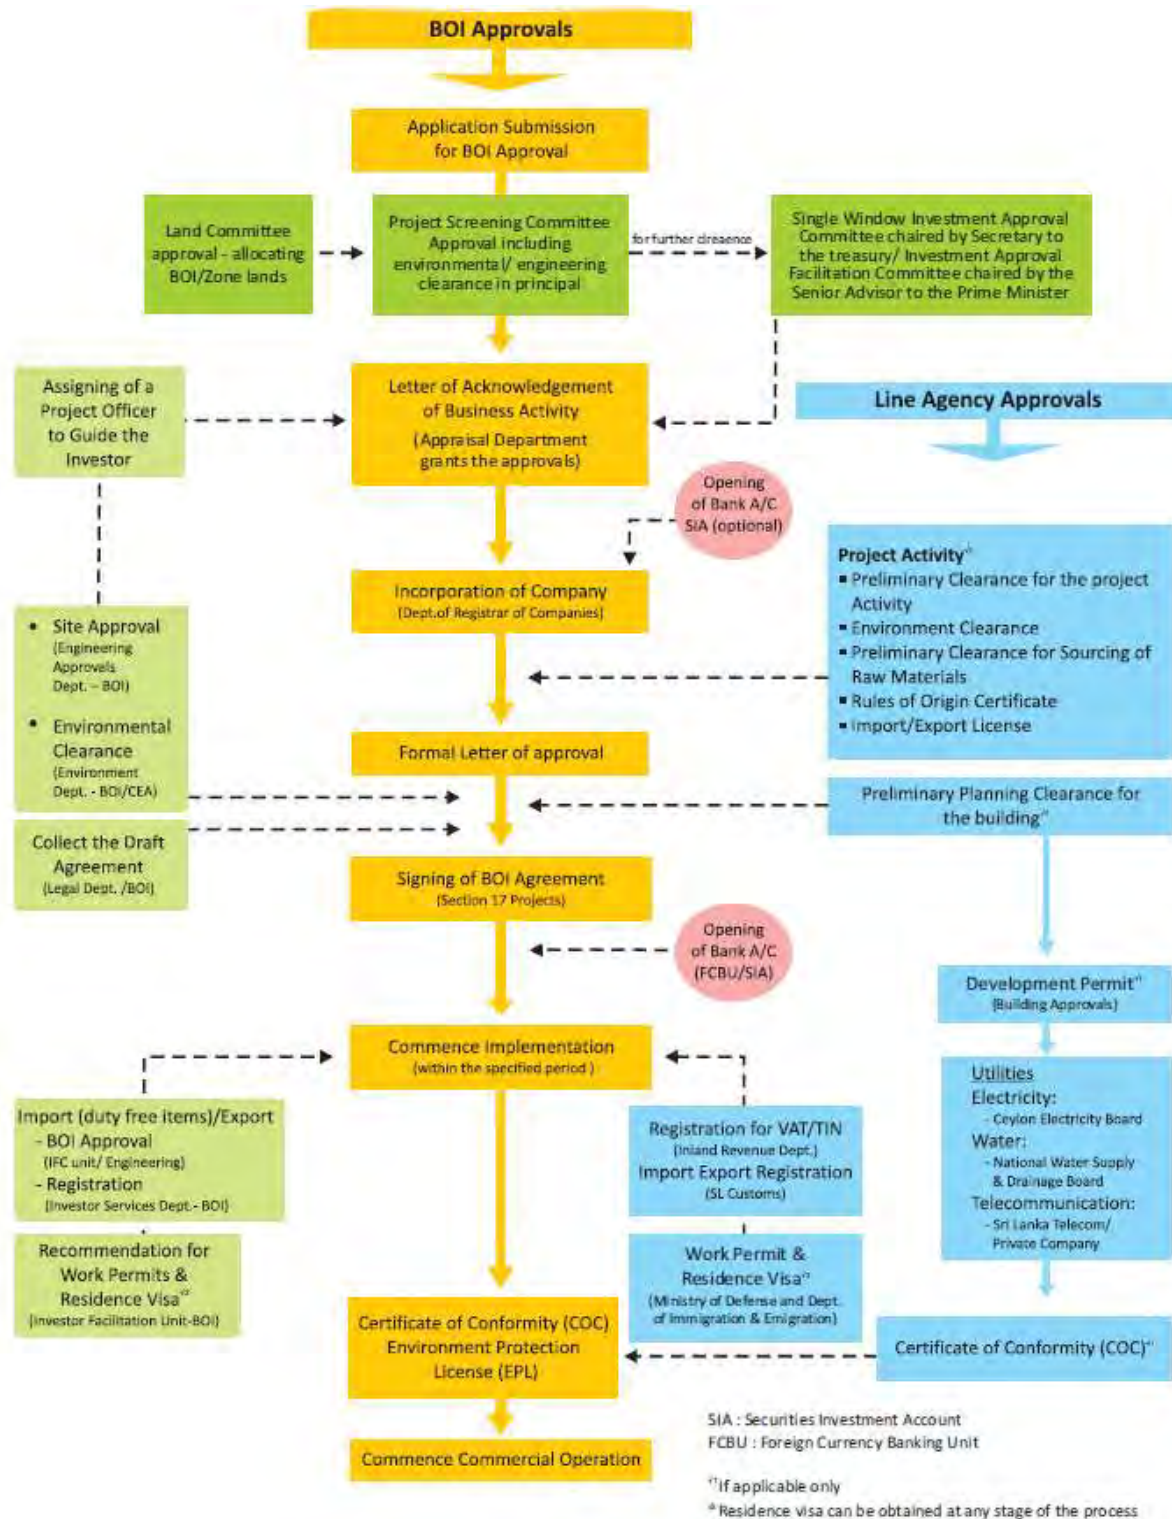 BOI Approvals
Application Submission
for BOI Approval
Land Committee
approval - allocating
BOI/Zone lands
Project Screening Committee
Approval including
environmental/ engineering
clearance in principal
for further clreaence
Single Window Investment Approval
Committee chaired by Secretary to
the treasury/ Investment Approval
Facilitation Committee chaired by the
Senior Advisor to the Prime Minister
Assigning of a
Project Officer
to Guide the
Investor
Letter of Acknowledgement
of Business Activity
(Appraisal Department
grants the approvals)
Line Agency Approvals
Opening
of Bank A/C
SIA (optional)
Incorporation of Company
(Dept.of Registrar of Companies)
Project Activity
▪ Preliminary Clearance for the project
Activity
▪ Environment Clearance
▪ Preliminary Clearance for Sourcing of
Raw Materials
▪ Rules of Origin Certificate
▪ Import/Export License
• Site Approval
(Engineering
Approvals
Dept. – BOI)
• Environmental
Clearance
(Environment
Dept. - BOI/CEA)
Formal Letter of approval
Preliminary Planning Clearance for
the building
Collect the Draft
Agreement
(Legal Dept. /BOI)
Signing of BOI Agreement
(Section 17 Projects)
Opening
of Bank A/C
(FCBU/SIA)
Development Permit
(Building Approvals)
Commence Implementation
(within the specified period )
Utilities
Electricity:
- Ceylon Electricity Board
Water:
- National Water Supply
& Drainage Board
Telecommunication:
- Sri Lanka Telecom/
Private Company
Import (duty free items)/Export
- BOI Approval
(IFC unit/ Engineering)
- Registration
(Investor Services Dept.- BOI)
Registration for VAT/TIN
(Inland Revenue Dept.)
Import Export Registration
(SL Customs)
Recommendation for
Work Permits &
Residence Visa
(Investor Facilitation Unit-BOI)
Work Permit &
Residence Visa
(Ministry of Defense and Dept.
of Immigration & Emigration)
Certificate of Conformity (COC)
Environment Protection
License (EPL)
Certificate of Conformity (COC)
Commence Commercial Operation
SIA : Securities Investment Account
FCBU : Foreign Currency Banking Unit
If applicable only
Residence visa can be obtained at any stage of the process